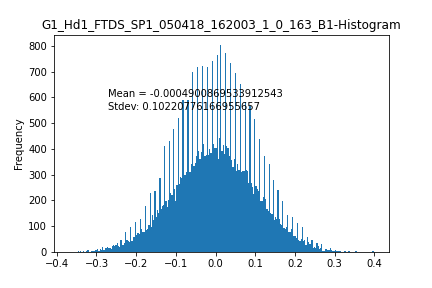 G1_Hd1_FTDS_SP1_050418_162003_1_0_163_B1-Histogram
800
700
600
500
400
300
200
100
0
Frequency
Mean = -0.0004900869533912543
Stdev: 0.10220776166955657
−0.4 −0.3 −0.2 −0.1 0.0 0.1 0.2 0.3 0.4